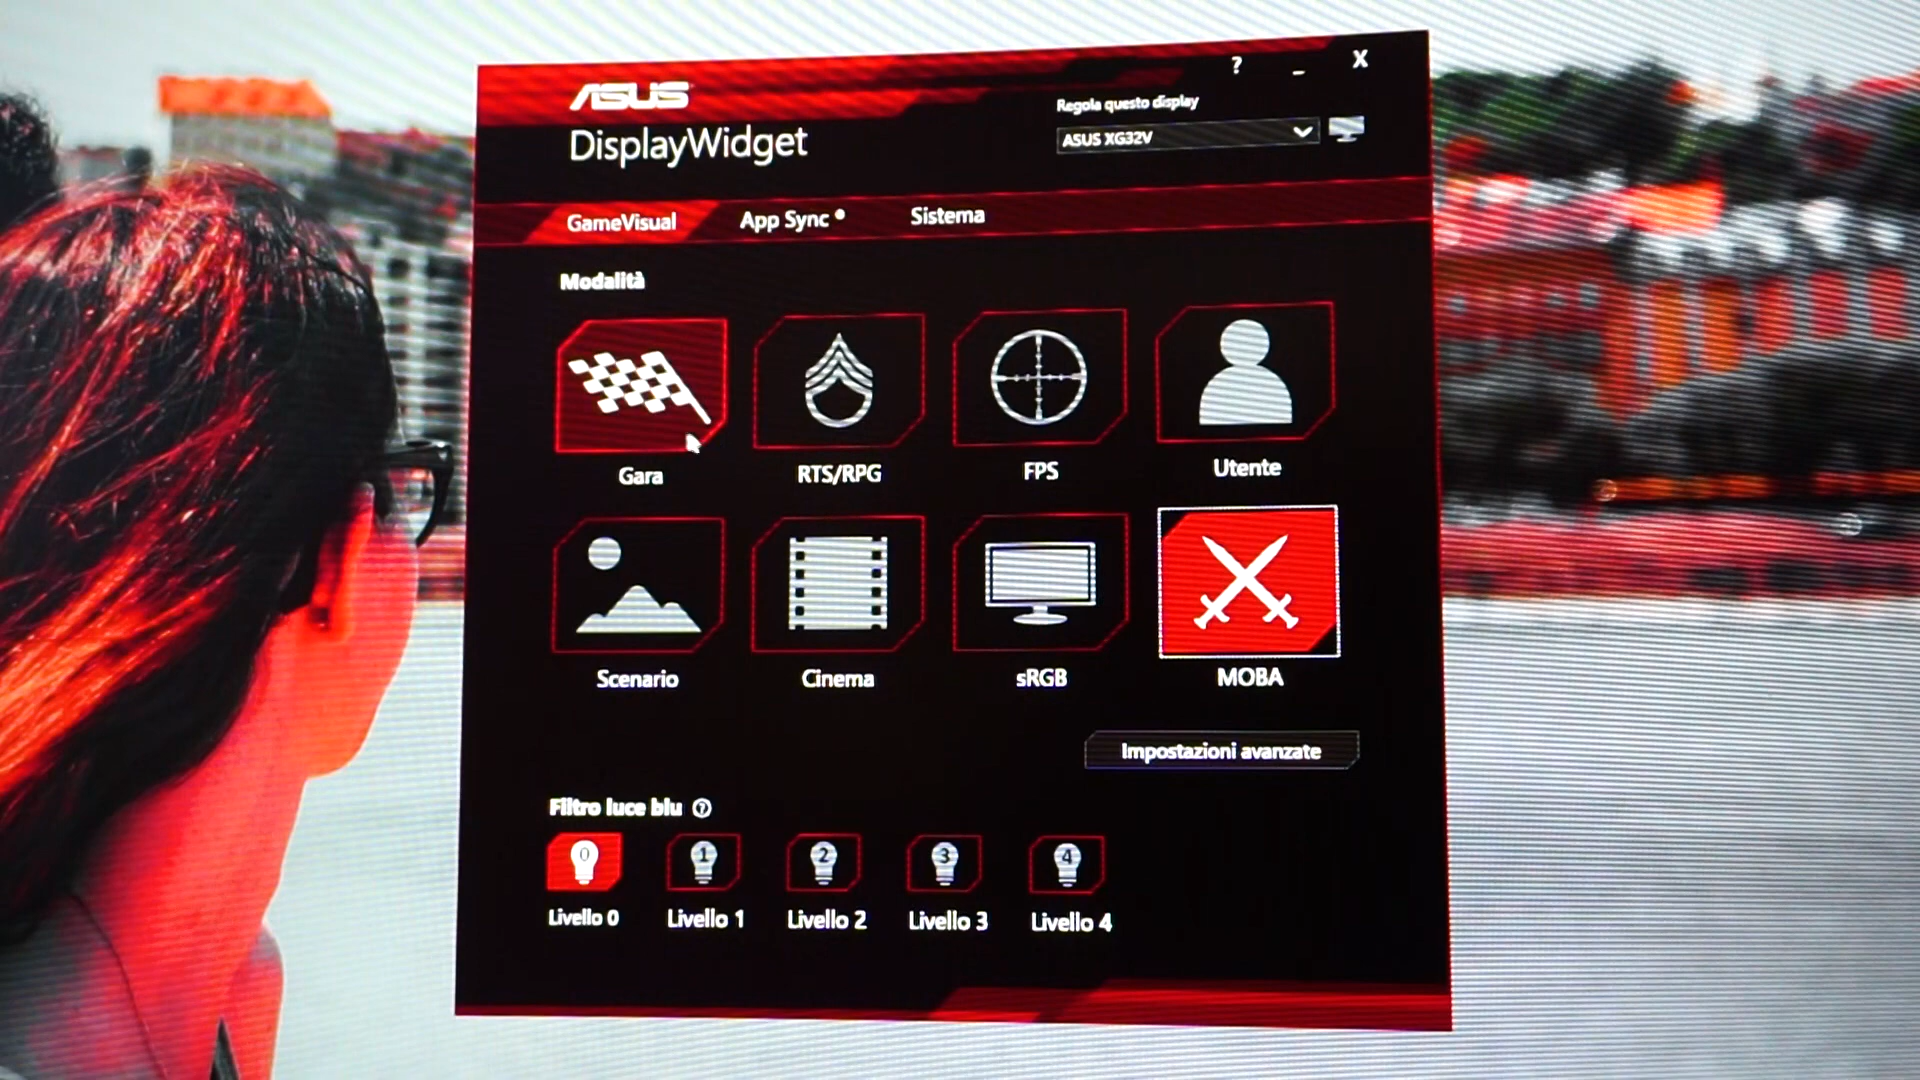 ? _ X
ASUS
DisplayWidget
Regola questo display
ASUS XG32V
GameVisual App Sync Sistema
Modalità
Gara RTS/RPG FPS Utente
Scenario Cinema sRGB MOBA
Impostazioni avanzate
Filtro luce blu ?
0 1 2 3 4
Livello 0 Livello 1 Livello 2 Livello 3 Livello 4